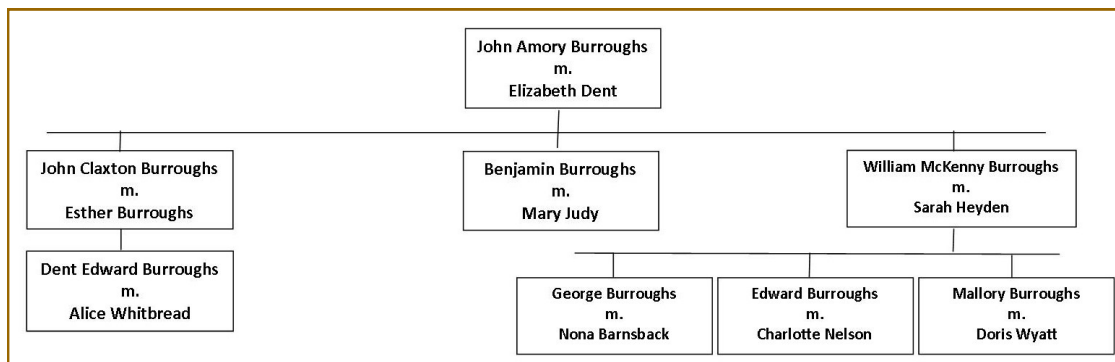 John Amory Burroughs
m.
Elizabeth Dent
John Claxton Burroughs
m.
Esther Burroughs
Benjamin Burroughs
m.
Mary Judy
William McKenny Burroughs
m.
Sarah Heyden
Dent Edward Burroughs
m.
Alice Whitbread
George Burroughs
m.
Nona Barnsback
Edward Burroughs
m.
Charlotte Nelson
Mallory Burroughs
m.
Doris Wyatt